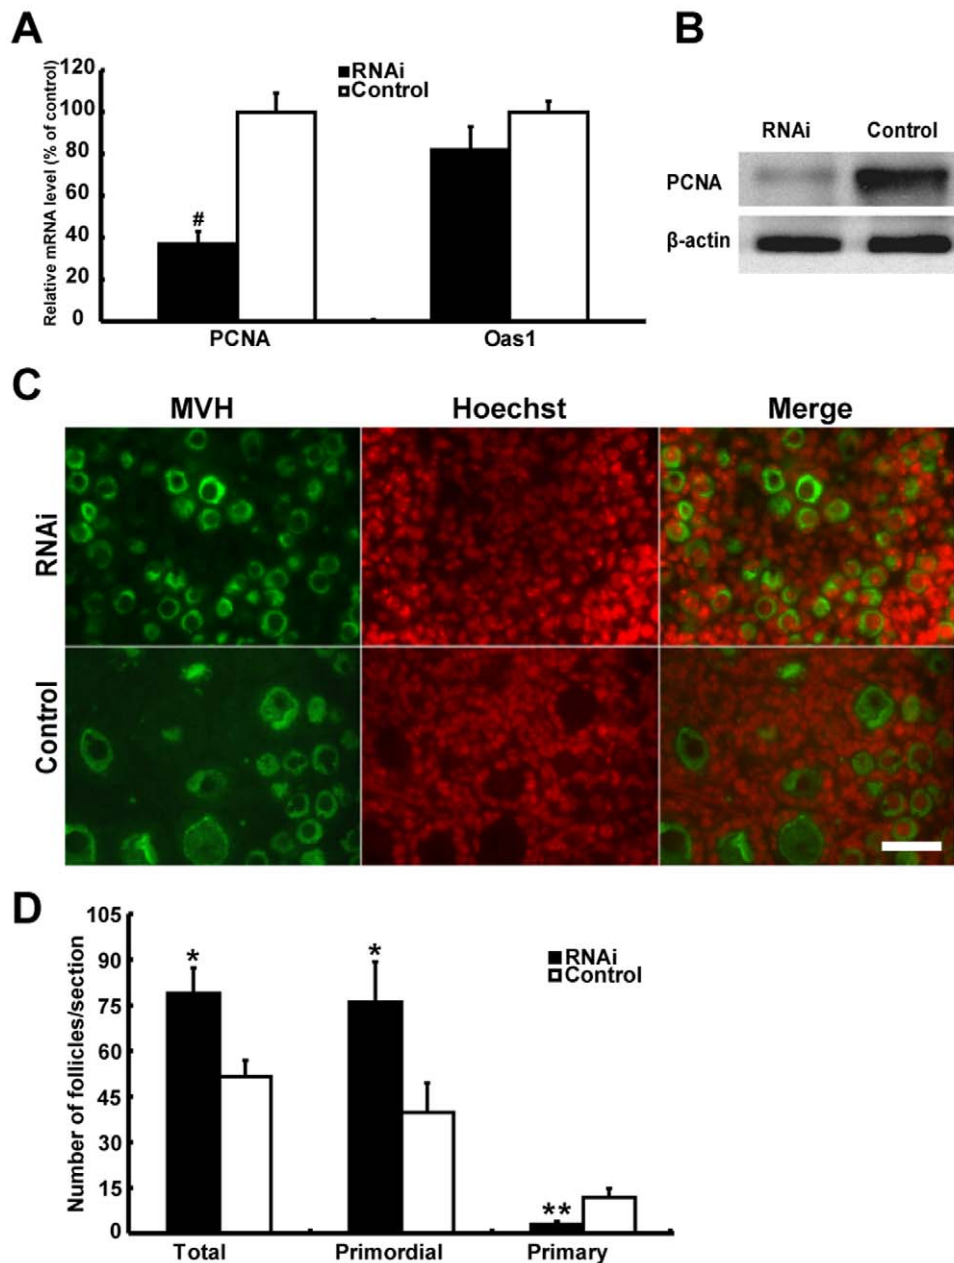 A
Relative mRNA level (% of control)
120
100
80
60
40
20
0
RNAi
Control
#
PCNA
Oas1
B
RNAi Control
PCNA
β-actin
C
MVH Hoechst Merge
RNAi
Control
D
Number of follicles/section
105
90
75
60
45
30
15
0
RNAi
Control
*
*
**
Total Primordial Primary